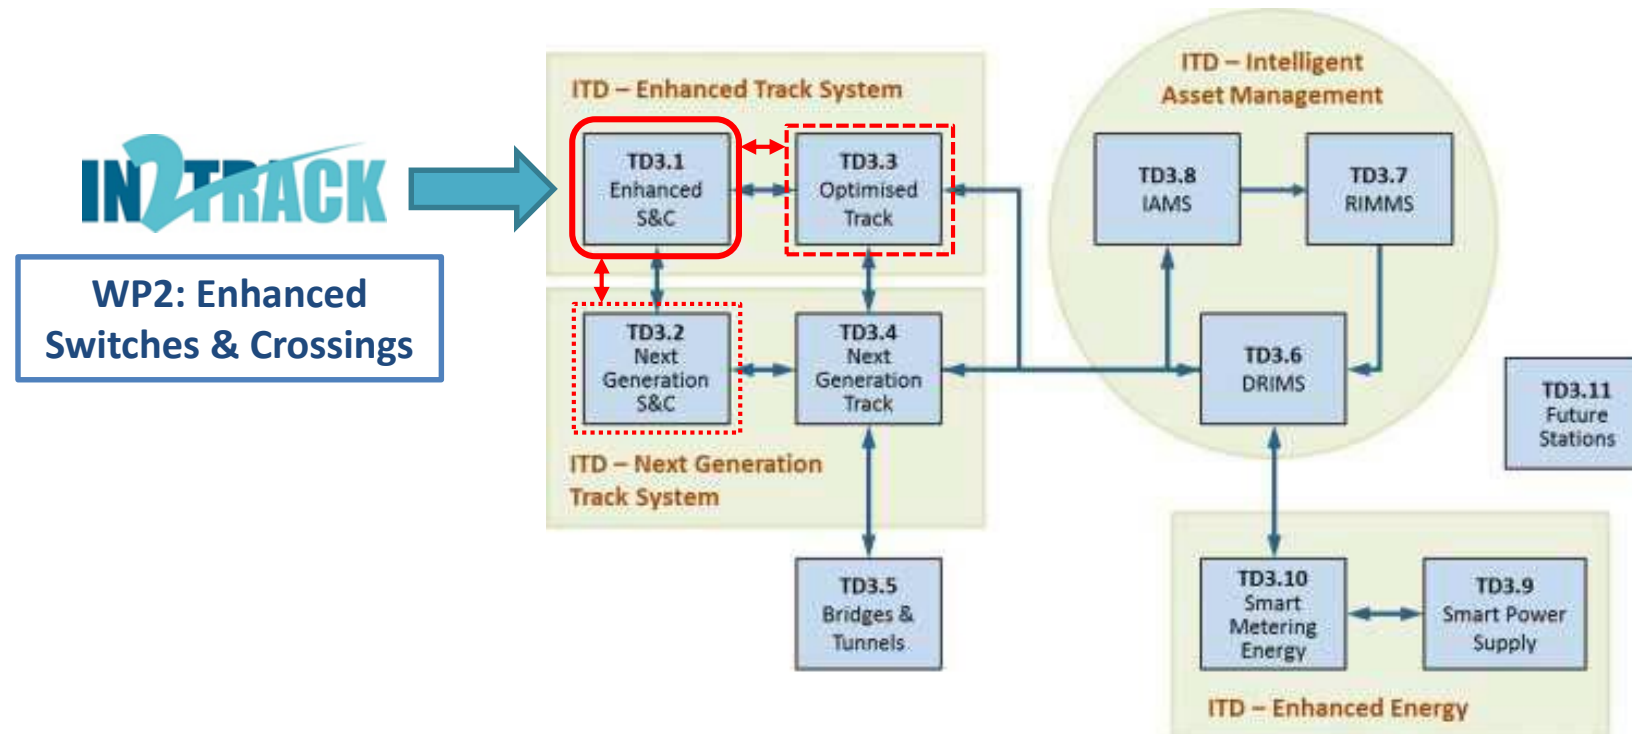 IN2TRACK
WP2: Enhanced
Switches & Crossings
ITD – Enhanced Track System
TD3.1
Enhanced
S&C
TD3.3
Optimised
Track
TD3.2
Next
Generation
S&C
TD3.4
Next
Generation
Track
ITD – Next Generation
Track System
TD3.5
Bridges &
Tunnels
ITD – Intelligent
Asset Management
TD3.8
IAMS
TD3.7
RIMMS
TD3.6
DRIMS
TD3.11
Future
Stations
TD3.10
Smart
Metering
Energy
TD3.9
Smart Power
Supply
ITD – Enhanced Energy